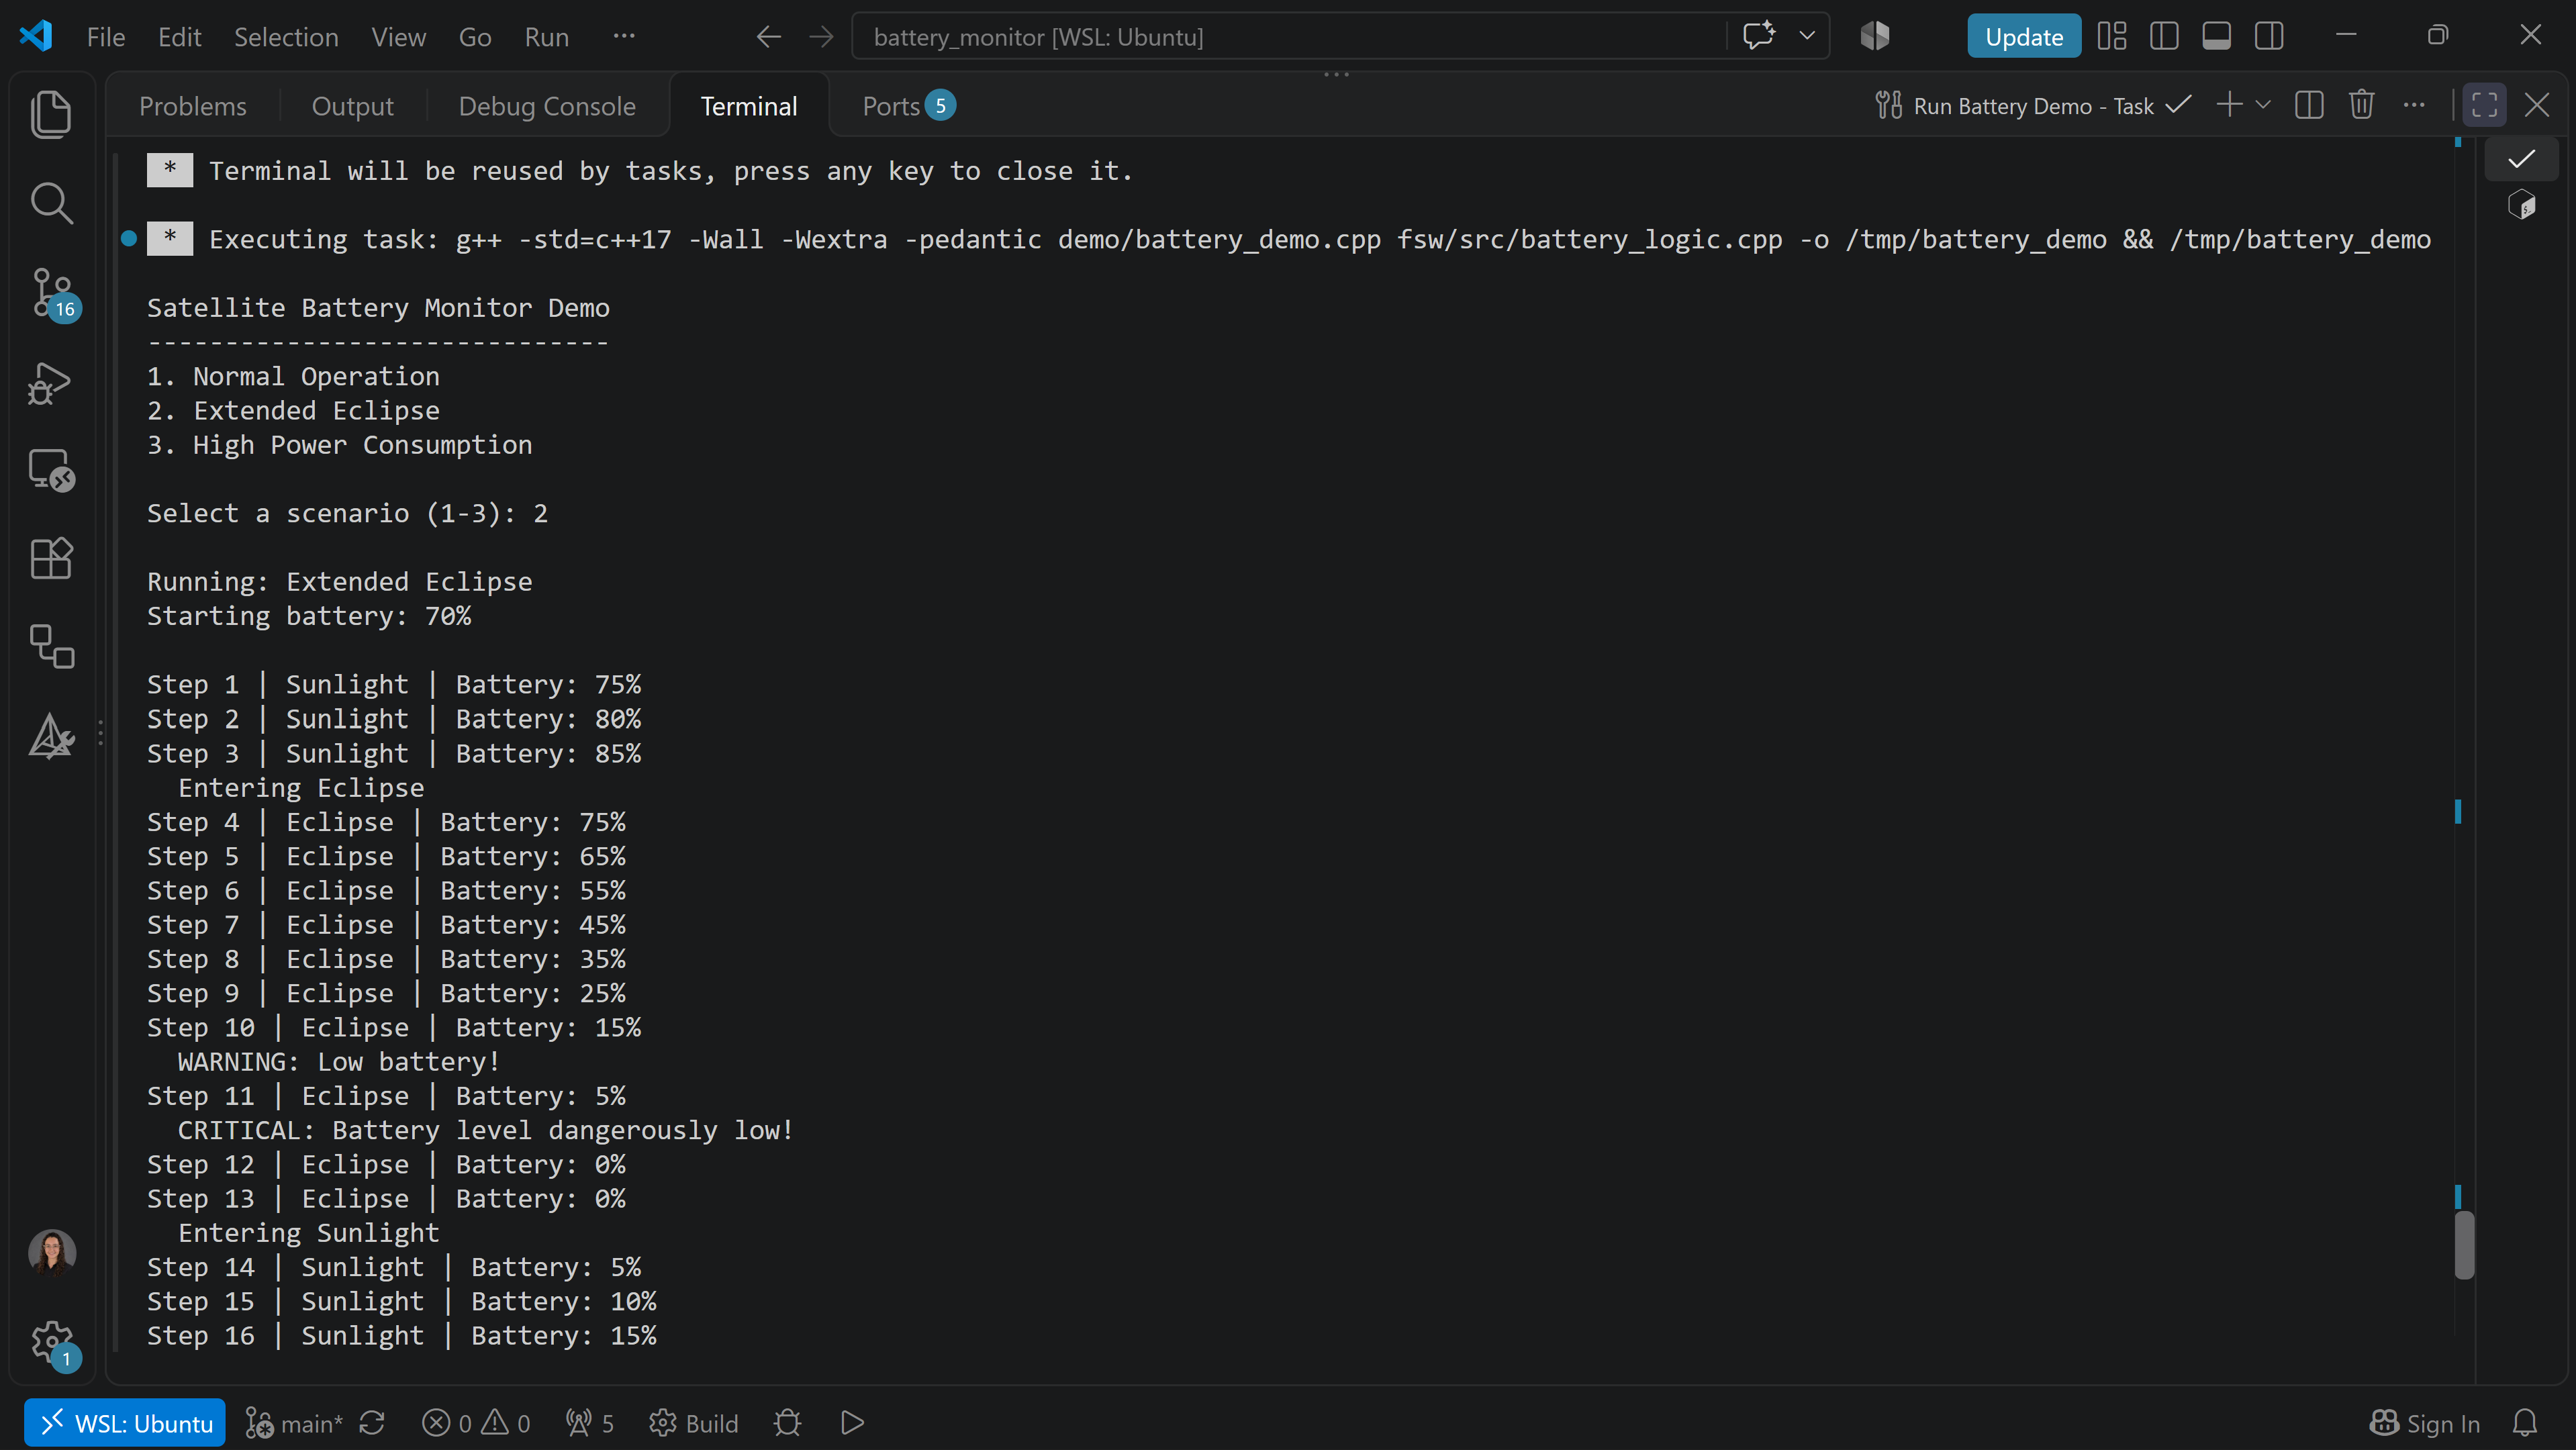 File Edit Selection View Go Run ... battery_monitor [WSL: Ubuntu] Update
Problems Output Debug Console Terminal Ports 5 Run Battery Demo - Task
* Terminal will be reused by tasks, press any key to close it.
* Executing task: g++ -std=c++17 -Wall -Wextra -pedantic demo/battery_demo.cpp fsw/src/battery_logic.cpp -o /tmp/battery_demo && /tmp/battery_demo
16
Satellite Battery Monitor Demo
------------------------------
1. Normal Operation
2. Extended Eclipse
3. High Power Consumption
Select a scenario (1-3): 2
Running: Extended Eclipse
Starting battery: 70%
Step 1 | Sunlight | Battery: 75%
Step 2 | Sunlight | Battery: 80%
Step 3 | Sunlight | Battery: 85%
Entering Eclipse
Step 4 | Eclipse | Battery: 75%
Step 5 | Eclipse | Battery: 65%
Step 6 | Eclipse | Battery: 55%
Step 7 | Eclipse | Battery: 45%
Step 8 | Eclipse | Battery: 35%
Step 9 | Eclipse | Battery: 25%
Step 10 | Eclipse | Battery: 15%
WARNING: Low battery!
Step 11 | Eclipse | Battery: 5%
CRITICAL: Battery level dangerously low!
Step 12 | Eclipse | Battery: 0%
Step 13 | Eclipse | Battery: 0%
Entering Sunlight
Step 14 | Sunlight | Battery: 5%
Step 15 | Sunlight | Battery: 10%
Step 16 | Sunlight | Battery: 15%
1
WSL: Ubuntu main* 0 0 5 Build Sign In